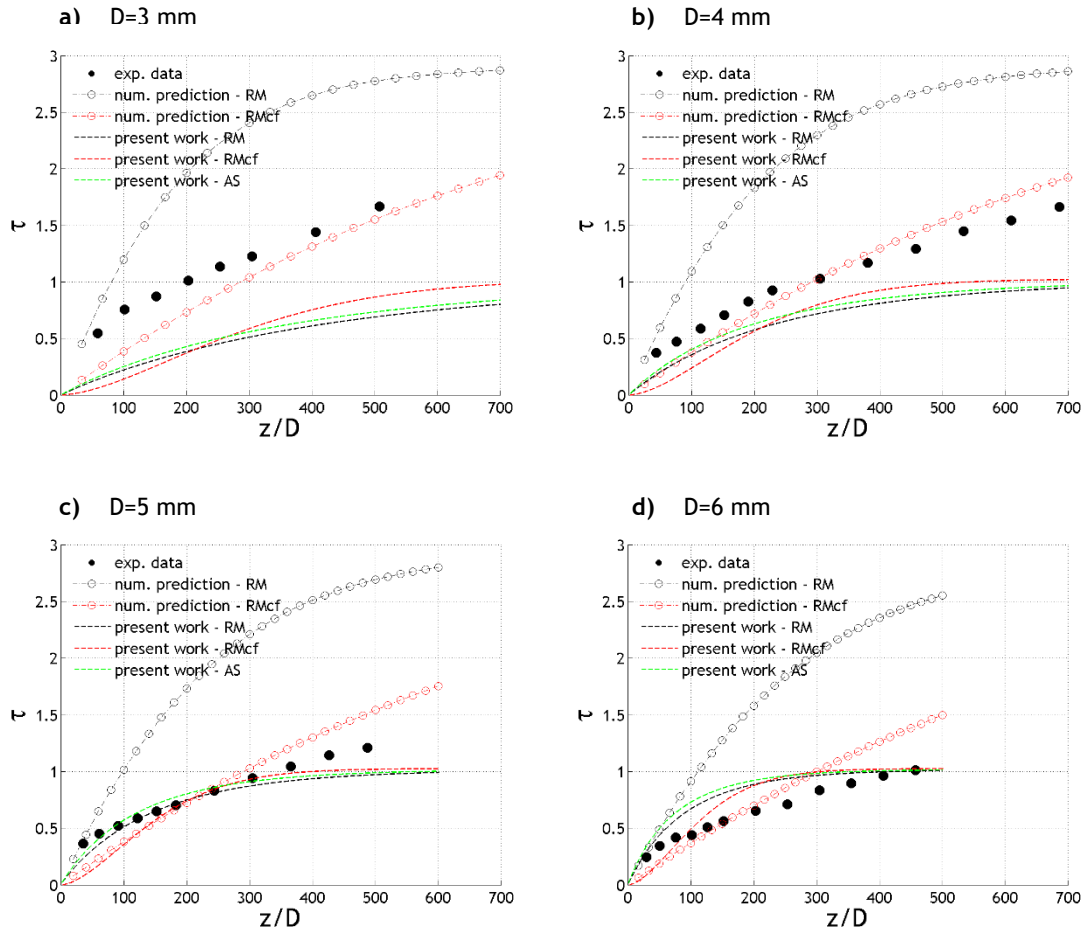 a) D=3 mm
3
2.5
2
1.5
1
0.5
0
τ
exp. data
num. prediction - RM
num. prediction - RMcf
present work - RM
present work - RMcf
present work - AS
0 100 200 300 400 500 600 700
z/D
b) D=4 mm
3
2.5
2
1.5
1
0.5
0
τ
exp. data
num. prediction - RM
num. prediction - RMcf
present work - RM
present work - RMcf
present work - AS
0 100 200 300 400 500 600 700
z/D
c) D=5 mm
3
2.5
2
1.5
1
0.5
0
τ
exp. data
num. prediction - RM
num. prediction - RMcf
present work - RM
present work - RMcf
present work - AS
0 100 200 300 400 500 600 700
z/D
d) D=6 mm
3
2.5
2
1.5
1
0.5
0
τ
exp. data
num. prediction - RM
num. prediction - RMcf
present work - RM
present work - RMcf
present work - AS
0 100 200 300 400 500 600 700
z/D